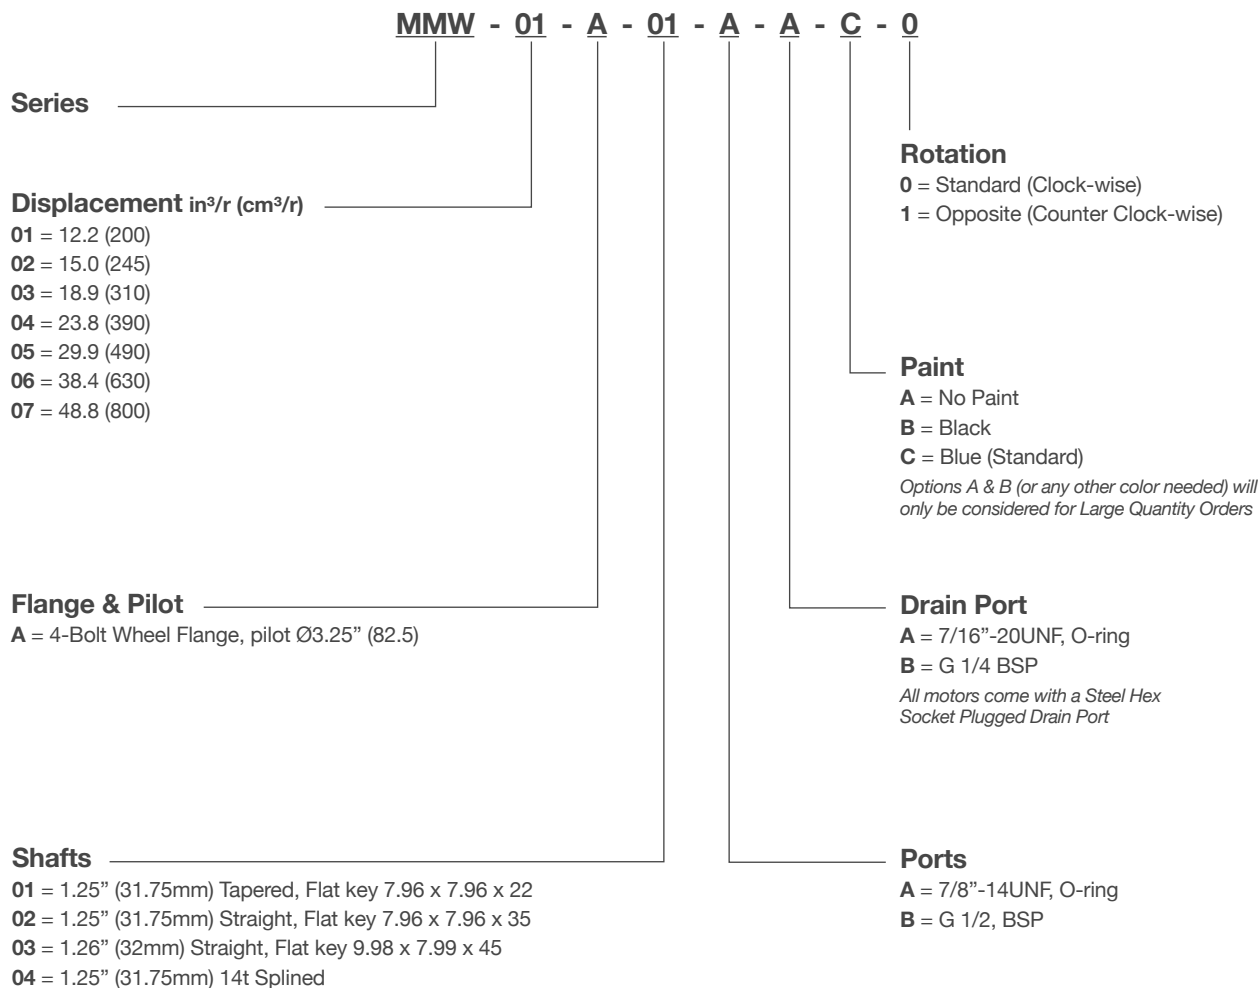 MMW - 01 - A - 01 - A - A - C - 0
Series
Displacement in³/r (cm³/r)
01 = 12.2 (200)
02 = 15.0 (245)
03 = 18.9 (310)
04 = 23.8 (390)
05 = 29.9 (490)
06 = 38.4 (630)
07 = 48.8 (800)
Flange & Pilot
A = 4-Bolt Wheel Flange, pilot Ø3.25” (82.5)
Shafts
01 = 1.25” (31.75mm) Tapered, Flat key 7.96 x 7.96 x 22
02 = 1.25” (31.75mm) Straight, Flat key 7.96 x 7.96 x 35
03 = 1.26” (32mm) Straight, Flat key 9.98 x 7.99 x 45
04 = 1.25” (31.75mm) 14t Splined
Rotation
0 = Standard (Clock-wise)
1 = Opposite (Counter Clock-wise)
Paint
A = No Paint
B = Black
C = Blue (Standard)
Options A & B (or any other color needed) will
only be considered for Large Quantity Orders
Drain Port
A = 7/16”-20UNF, O-ring
B = G 1/4 BSP
All motors come with a Steel Hex
Socket Plugged Drain Port
Ports
A = 7/8”-14UNF, O-ring
B = G 1/2, BSP